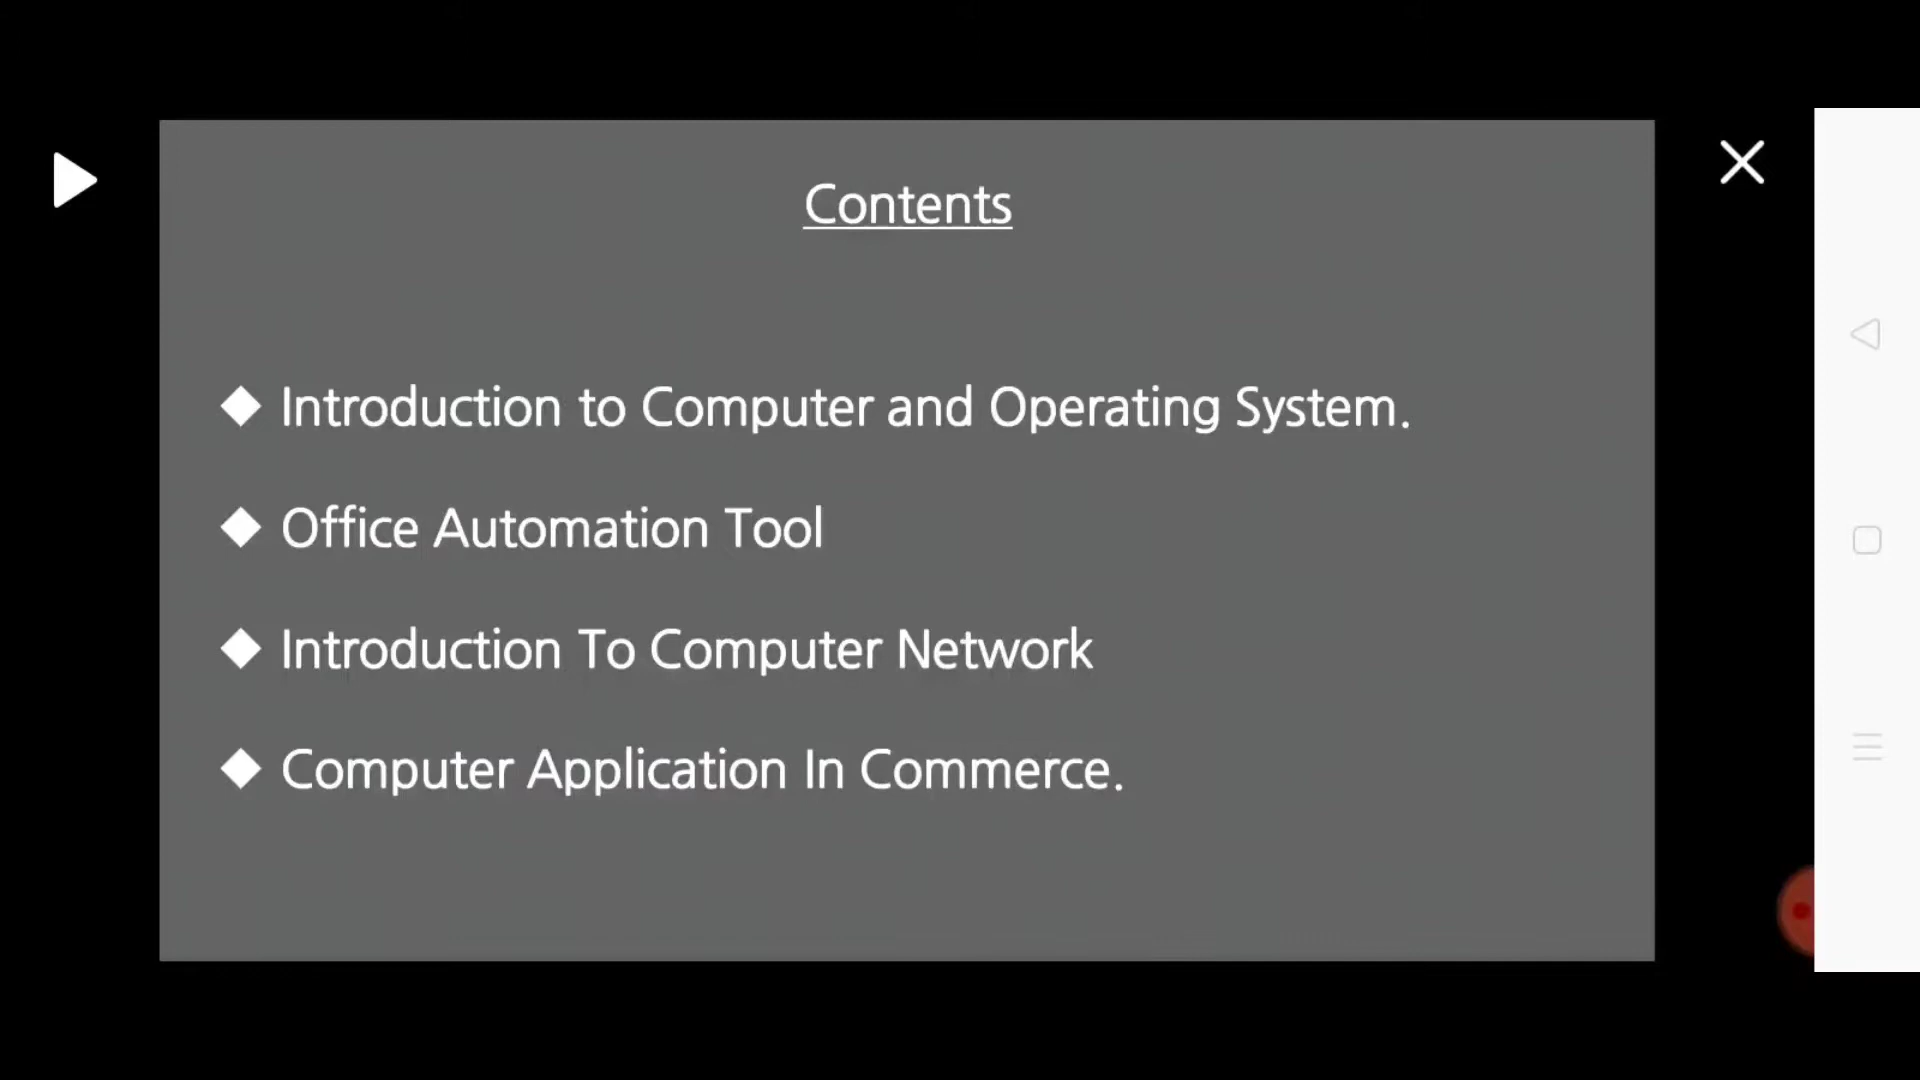 Contents
Introduction to Computer and Operating System.
Office Automation Tool
Introduction To Computer Network
Computer Application In Commerce.